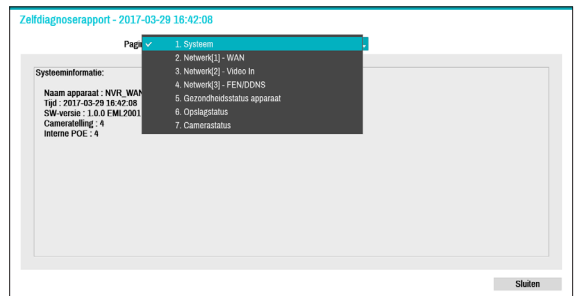 Zelfdiagnoserapport - 2017-03-29 16:42:08
1. Systeem
2. Netwerk[1] - WAN
3. Netwerk[2] - Video In
4. Netwerk[3] - FEN/DDNS
5. Gezondheidsstatus apparaat
6. Opslagstatus
7. Camerastatus
Systeeminformatie:
Naam apparaat : NVR_WAN
Tijd : 2017-03-29 16:42:08
SW-versie : 1.0.0 EML2001
Cameratelling : 4
Interne POE : 4
Sluiten